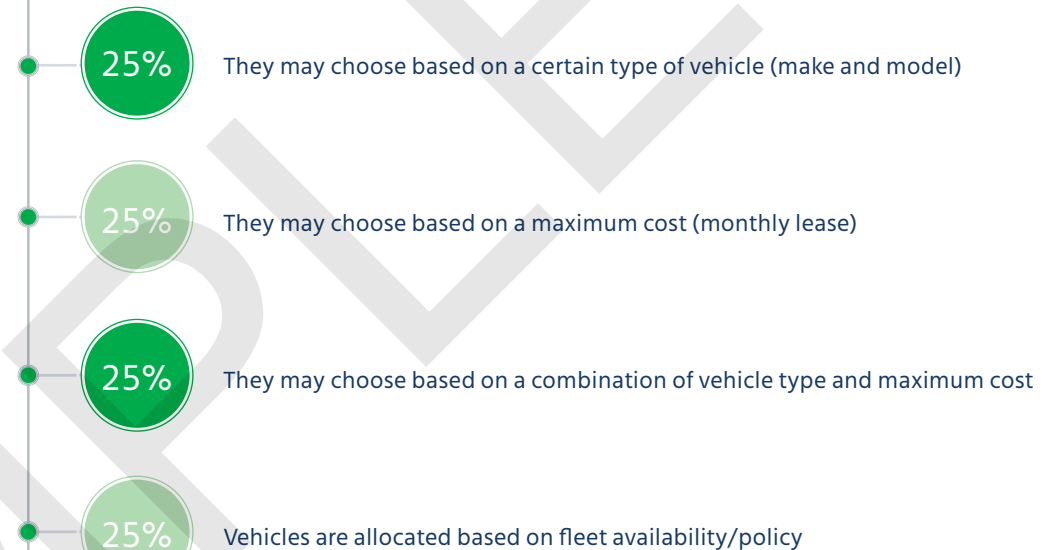 25% They may choose based on a certain type of vehicle (make and model)
25% They may choose based on a maximum cost (monthly lease)
25% They may choose based on a combination of vehicle type and maximum cost
25% Vehicles are allocated based on fleet availability/policy
MPLE